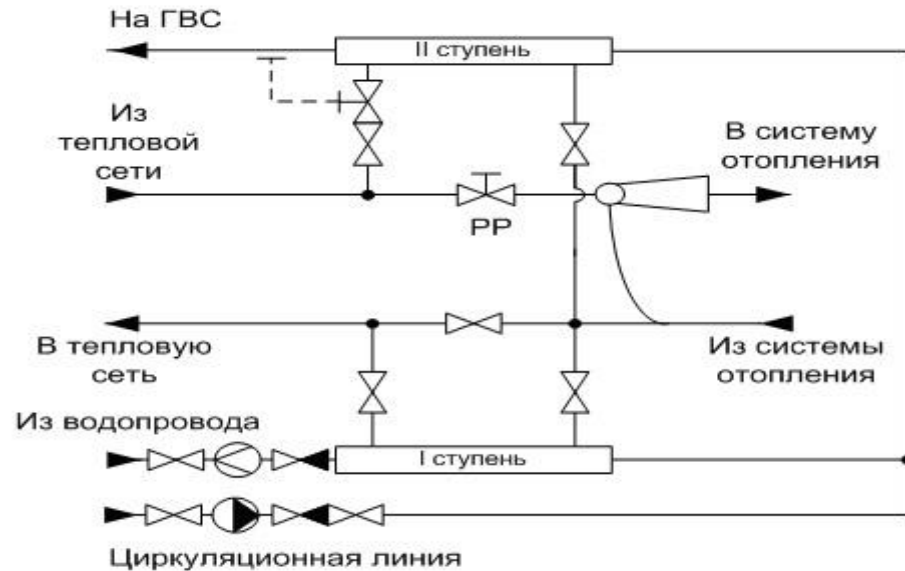 На ГВС
II ступень
Из
тепловой
сети
В систему
отопления
РР
В тепловую
сеть
Из системы
отопления
Из водопровода
I ступень
Циркуляционная линия